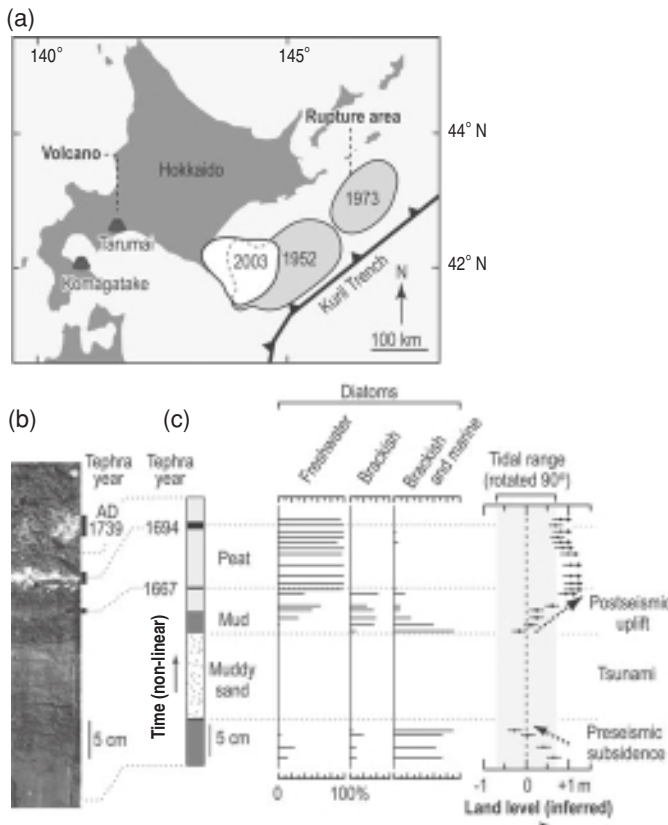 (a)
140°
145°
Rupture area
44° N
Volcano
Hokkaido
1973
Tarumai
2003
1952
42° N
Komagatake
Kuril Trench
N
100 km
Diatoms
(b)
(c)
Freshwater
Brackish
Brackish
and marine
Tephra
year
Tephra
year
Tidal range
(rotated 90°)
AD
1739
1694
Peat
1667
Postseismic
uplift
Mud
Time (non-linear)
Muddy
sand
Tsunami
5 cm
5 cm
Preseismic
subsidence
0
100%
-1
0
+1 m
Land level (inferred)